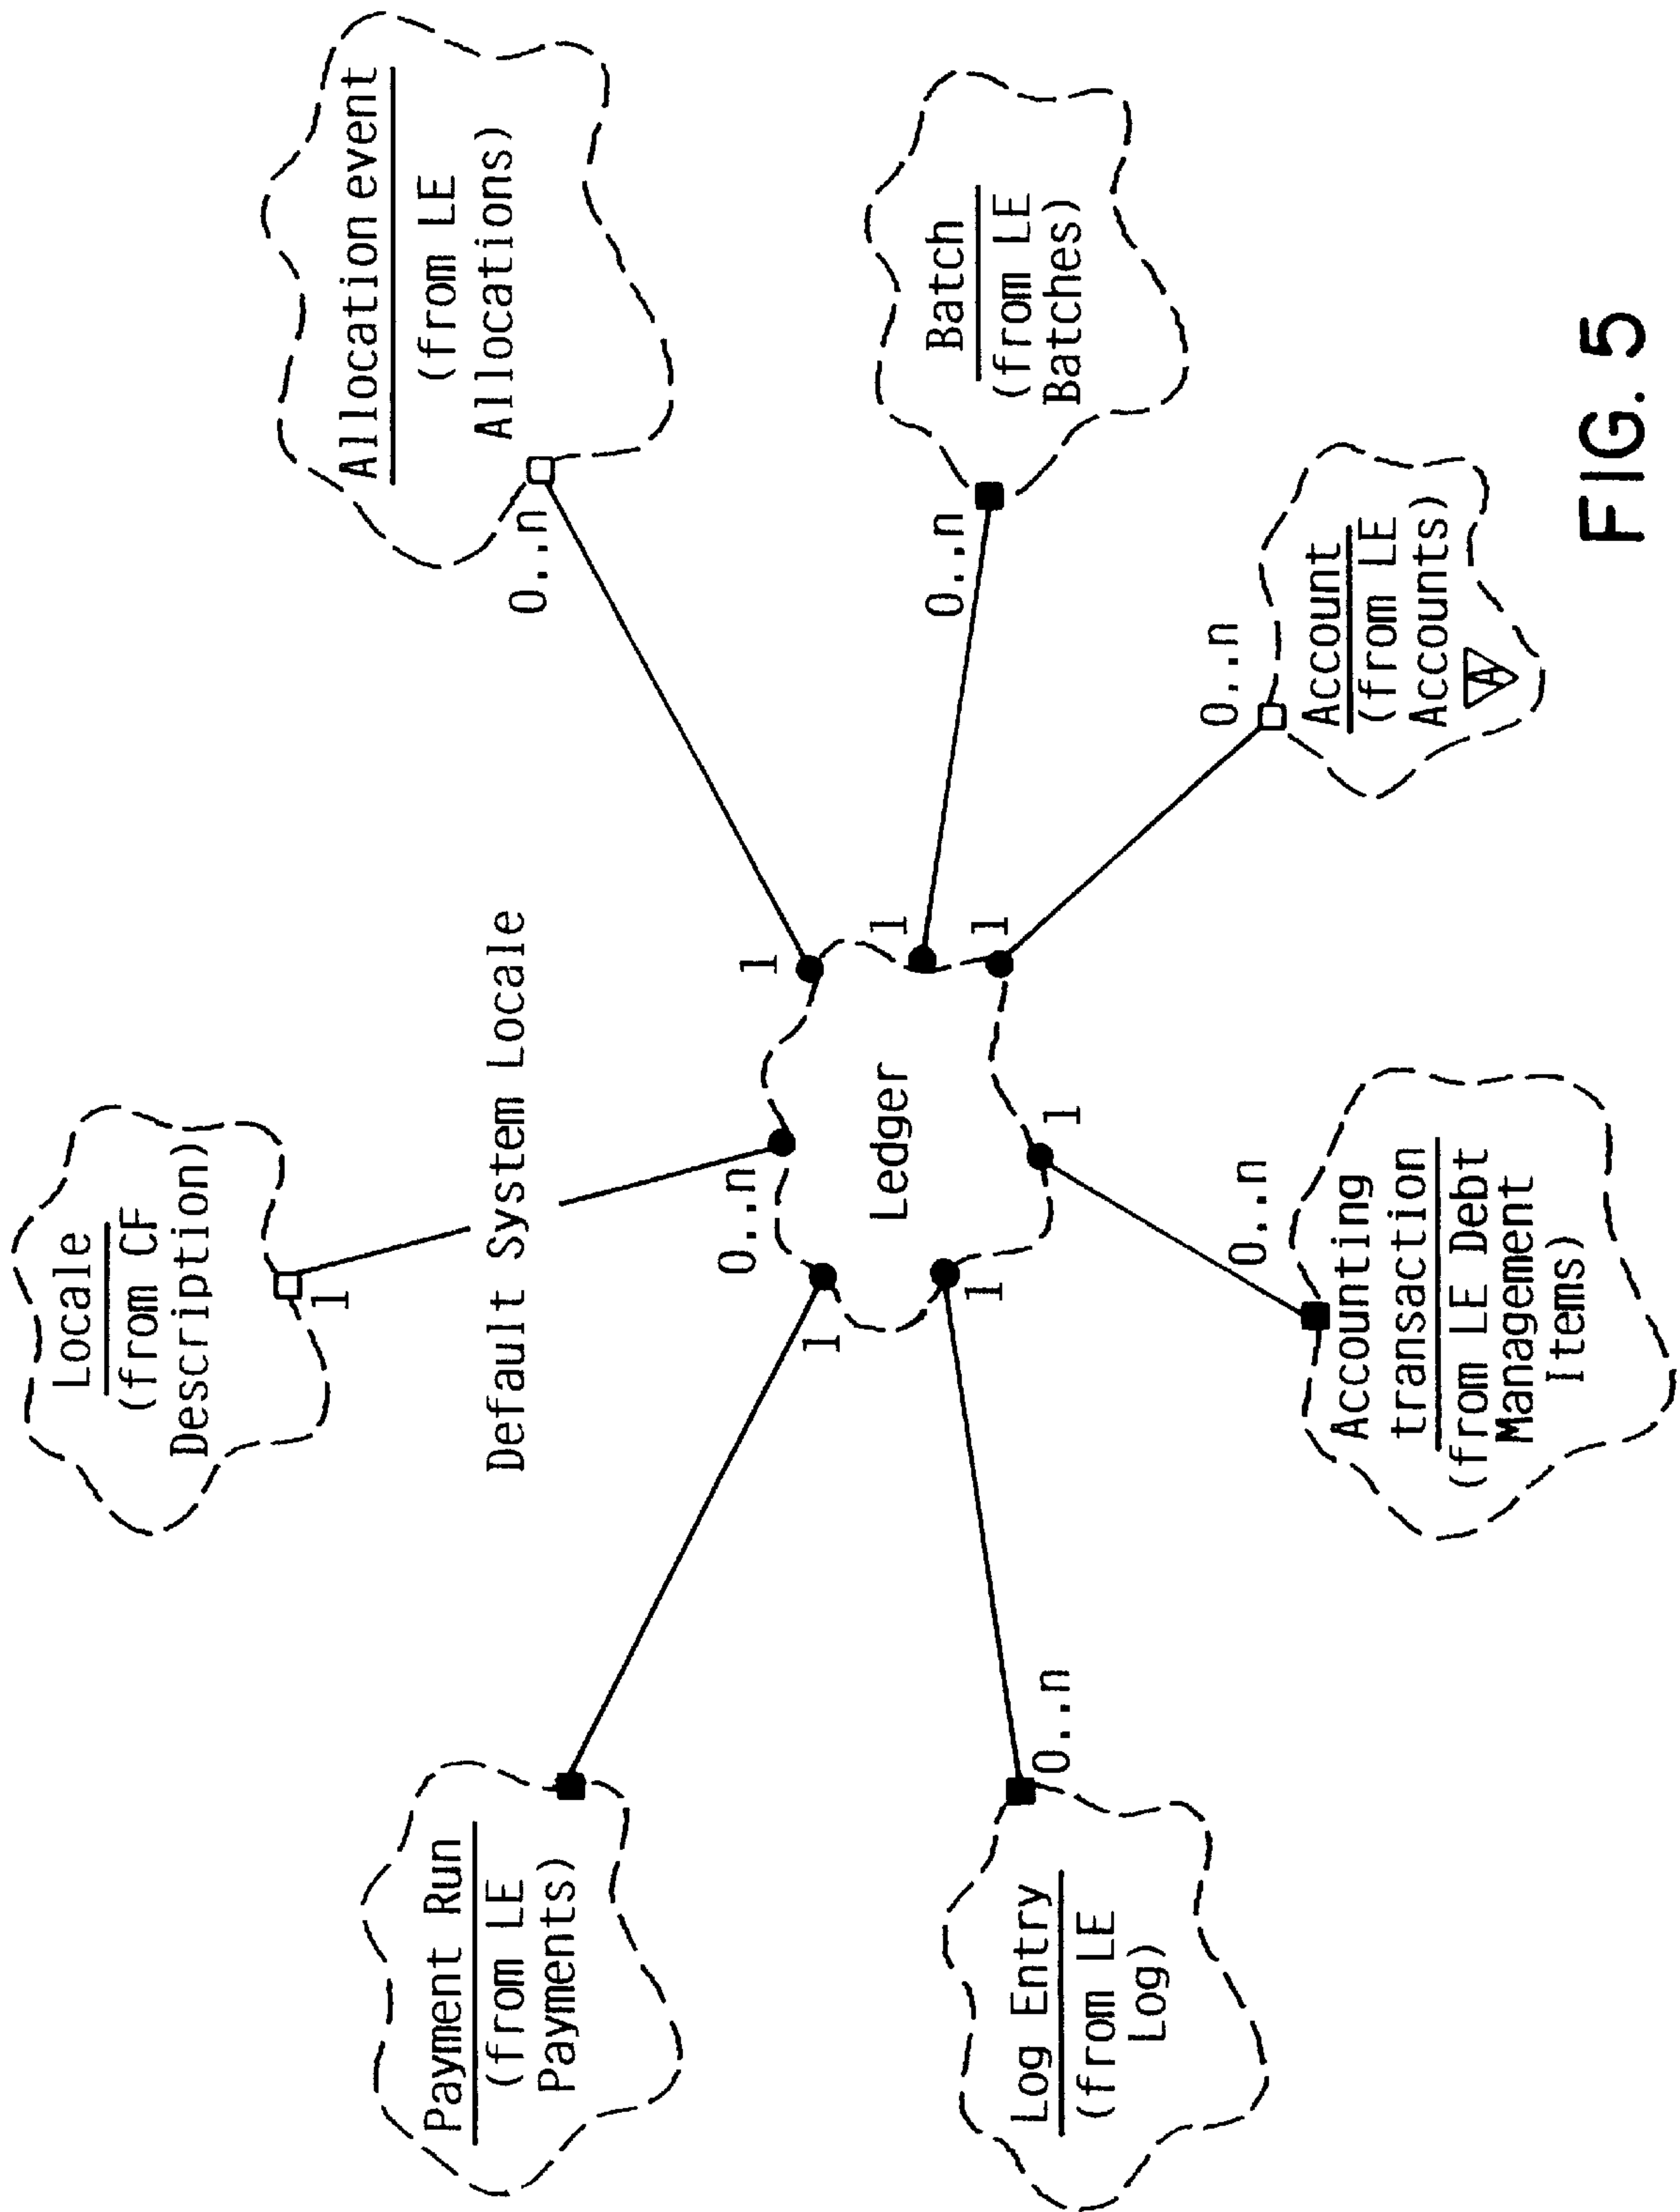 Locale
(from CF
Description)
1
Default System Locale
0..n
Payment Run
(from LE
Payments)
1
Allocation event
(from LE
Allocations)
0..n
1
Ledger
Batch
(from LE
Batches)
0..n
1
Log Entry
(from LE
Log)
0..n
1
Account
(from LE
Accounts)
A
0..n
1
Accounting
transaction
(from LE Debt
Management
Items)
0..n
1
FIG. 5